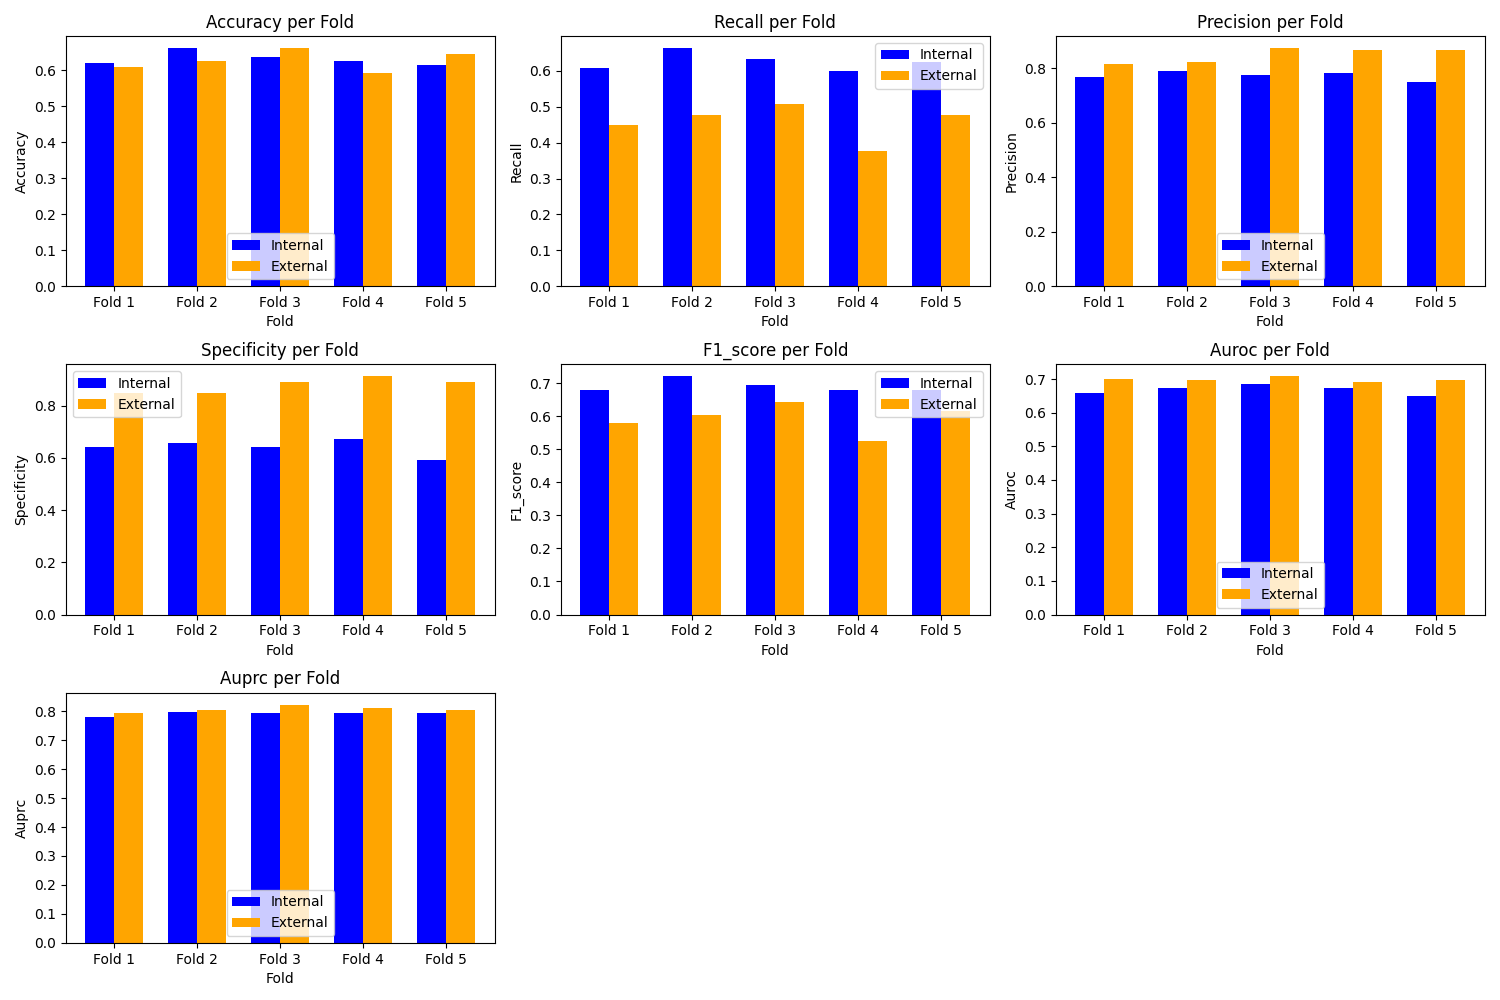 Accuracy per Fold
Accuracy
0.6
0.5
0.4
0.3
0.2
0.1
0.0
Internal
External
Fold 1 Fold 2 Fold 3 Fold 4 Fold 5
Fold
Recall per Fold
Recall
0.6
0.5
0.4
0.3
0.2
0.1
0.0
Internal
External
Fold 1 Fold 2 Fold 3 Fold 4 Fold 5
Fold
Precision per Fold
Precision
0.8
0.6
0.4
0.2
0.0
Internal
External
Fold 1 Fold 2 Fold 3 Fold 4 Fold 5
Fold
Specificity per Fold
Specificity
0.8
0.6
0.4
0.2
0.0
Internal
External
Fold 1 Fold 2 Fold 3 Fold 4 Fold 5
Fold
F1_score per Fold
F1_score
0.7
0.6
0.5
0.4
0.3
0.2
0.1
0.0
Internal
External
Fold 1 Fold 2 Fold 3 Fold 4 Fold 5
Fold
Auroc per Fold
Auroc
0.7
0.6
0.5
0.4
0.3
0.2
0.1
0.0
Internal
External
Fold 1 Fold 2 Fold 3 Fold 4 Fold 5
Fold
Auprc per Fold
Auprc
0.8
0.7
0.6
0.5
0.4
0.3
0.2
0.1
0.0
Internal
External
Fold 1 Fold 2 Fold 3 Fold 4 Fold 5
Fold